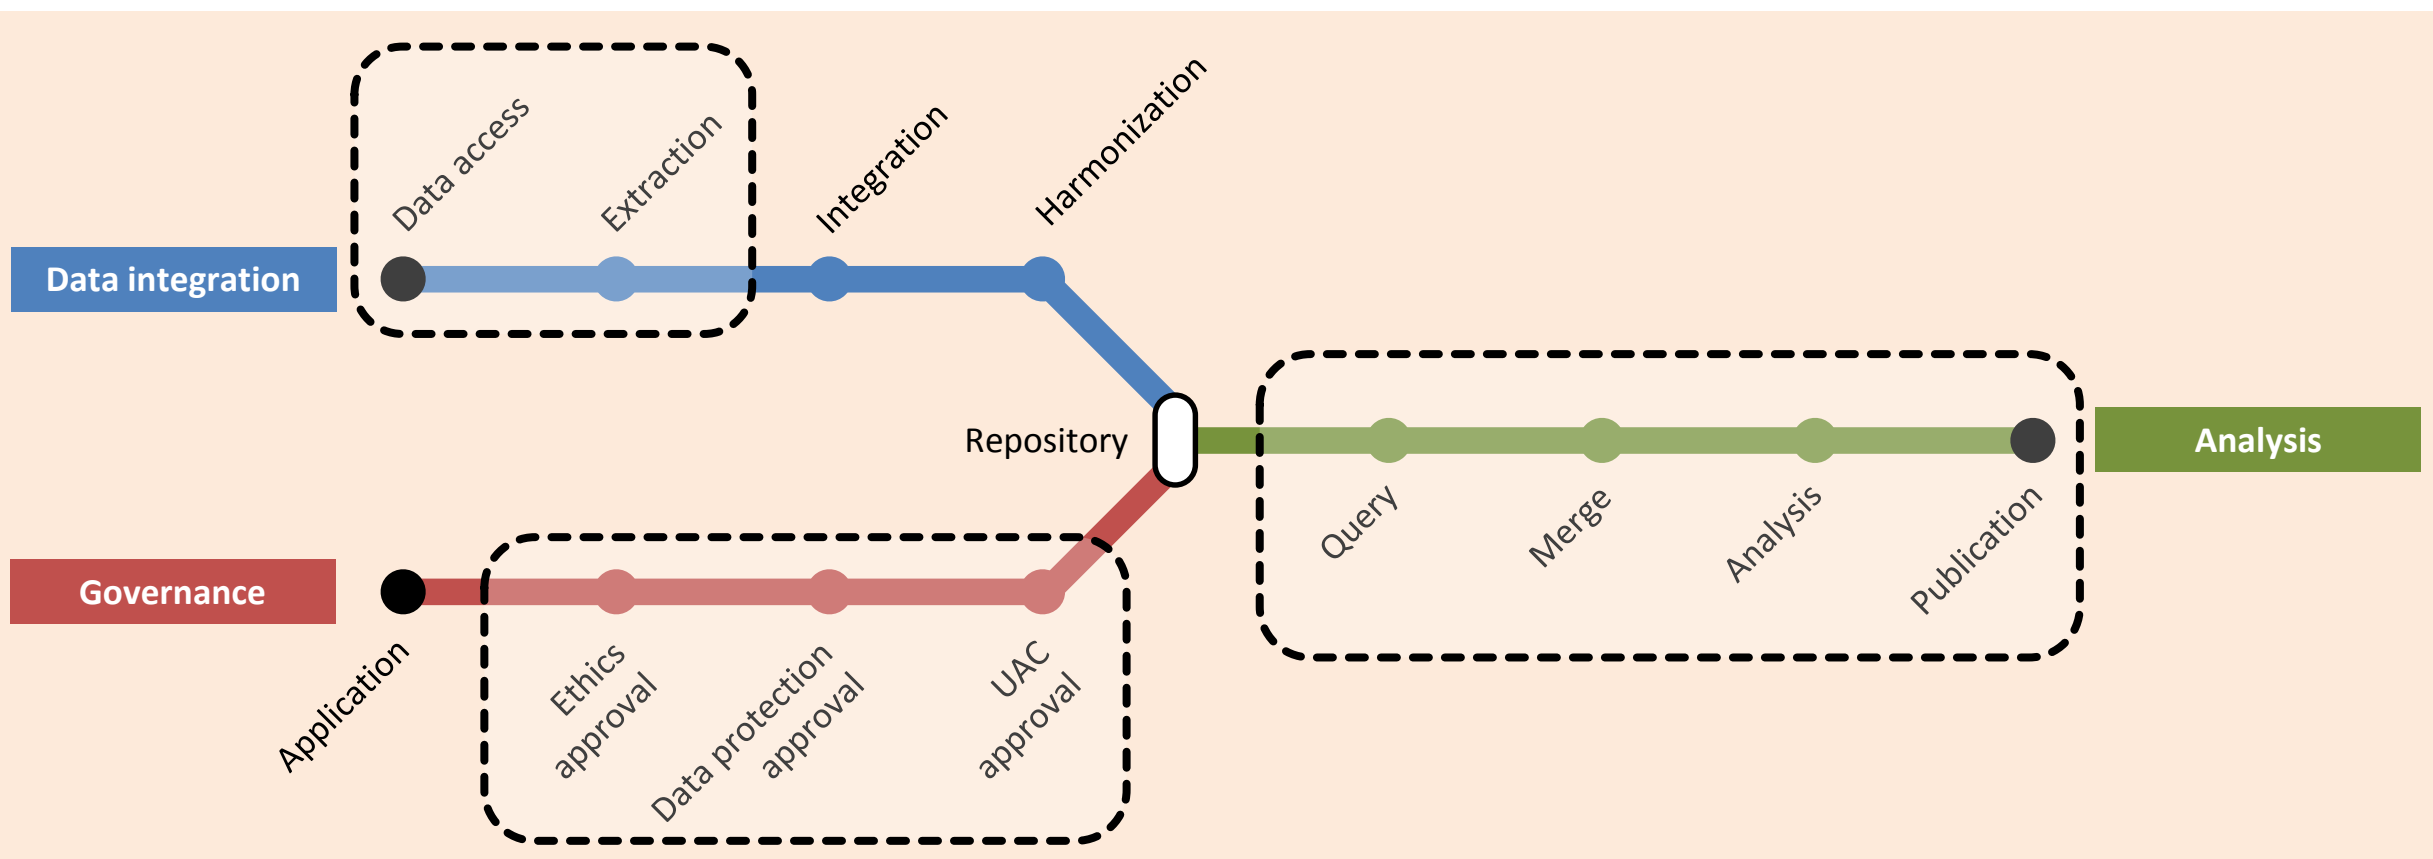 Data integration
Data access
Extraction
Integration
Harmonization
Repository
Query
Merge
Analysis
Publication
Analysis
Governance
Application
Ethics
approval
Data protection
approval
UAC
approval